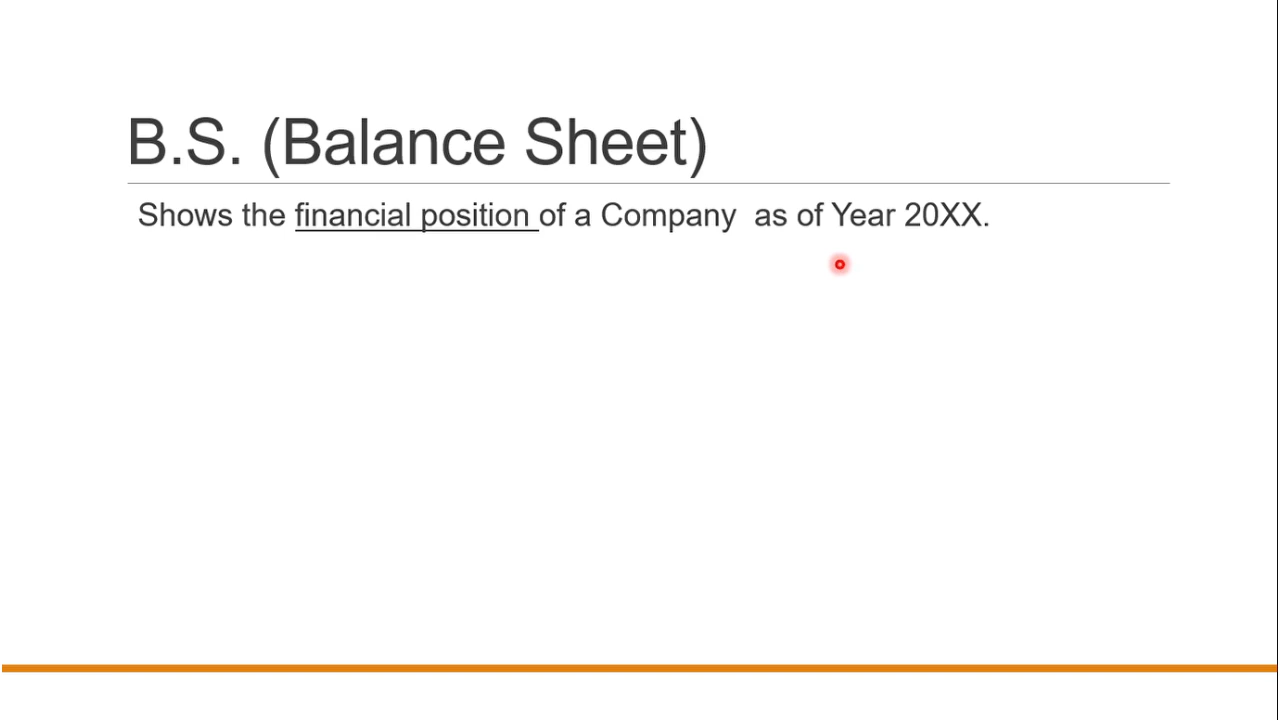 B.S. (Balance Sheet)
Shows the financial position of a Company  as of Year 20XX.